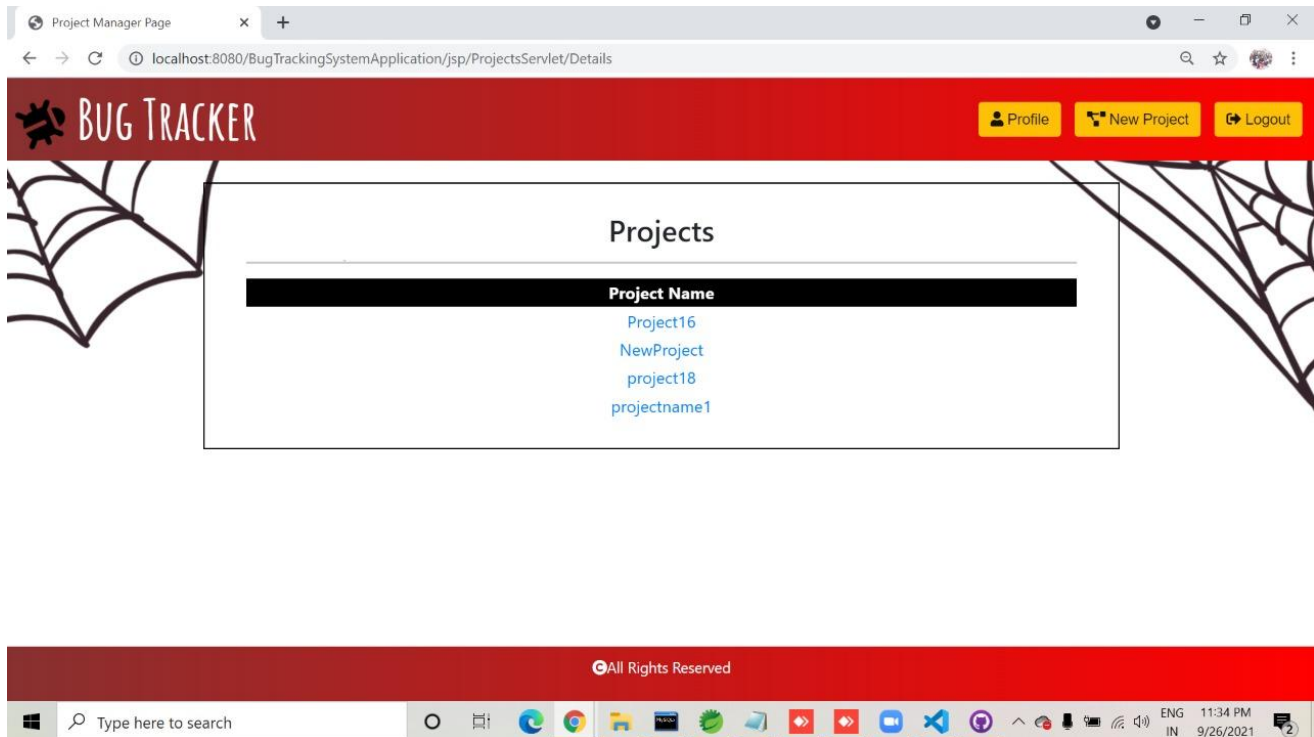 Project Manager Page
localhost:8080/BugTrackingSystemApplication/jsp/ProjectsServlet/Details
BUG TRACKER
Profile
New Project
Logout
Projects
Project Name
Project16
NewProject
project18
projectname1
©All Rights Reserved
Type here to search
ENG
IN
11:34 PM
9/26/2021
2